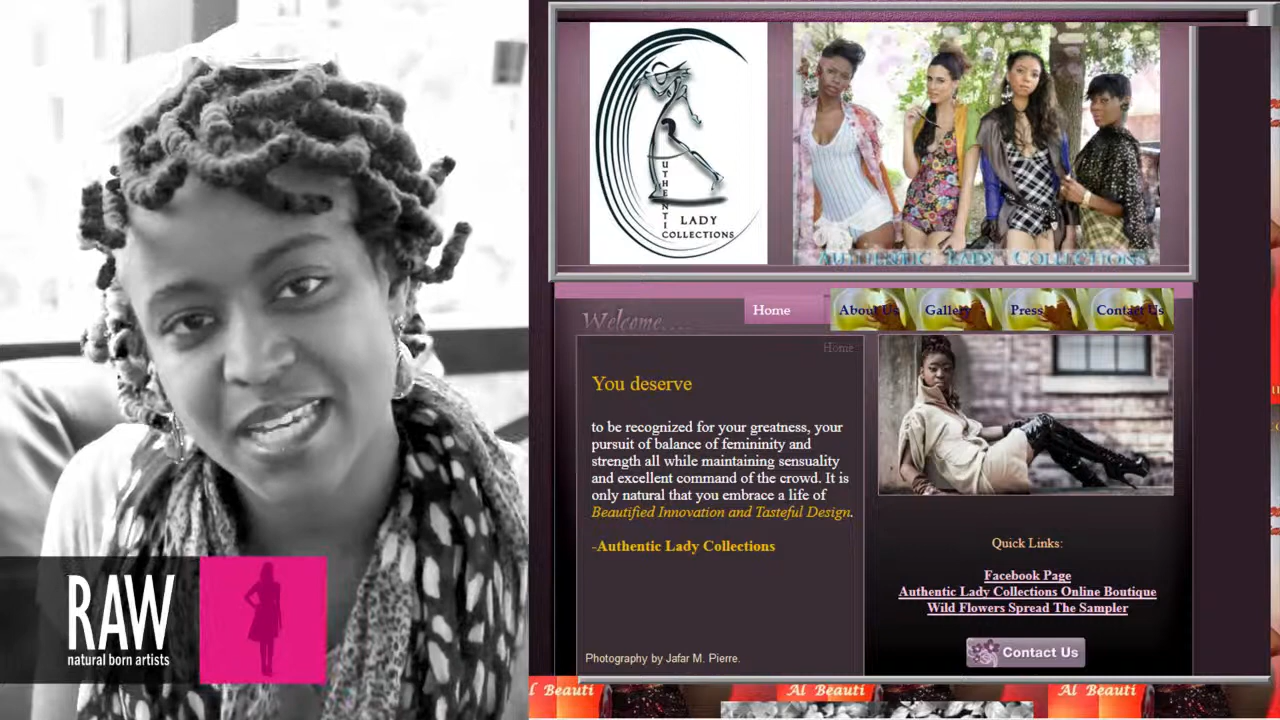 RAW
natural born artists
AUTHENTIC
LADY
COLLECTIONS
AUTHENTIC LADY COLLECTIONS
Welcome....
Home
About Us
Gallery
Press
Contact Us
Home
You deserve
to be recognized for your greatness, your
pursuit of balance of femininity and
strength all while maintaining sensuality
and excellent command of the crowd. It is
only natural that you embrace a life of
Beautified Innovation and Tasteful Design.
-Authentic Lady Collections
Photography by Jafar M. Pierre.
Quick Links:
Facebook Page
Authentic Lady Collections Online Boutique
Wild Flowers Spread The Sampler
Contact Us
l Beauti
Al Beauti
Al Beauti